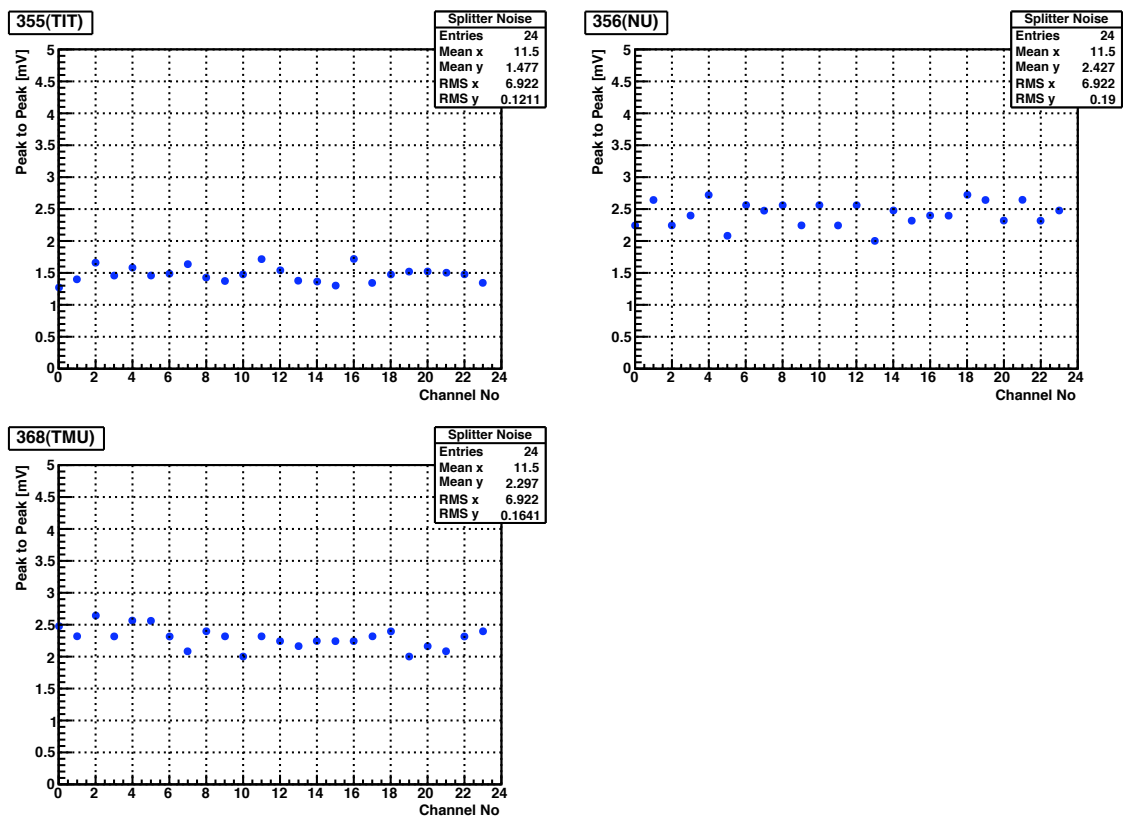 355(TIT)
Splitter Noise
Entries 24
Mean x 11.5
Mean y 1.477
RMS x 6.922
RMS y 0.1211
Peak to Peak [mV]
5
4.5
4
3.5
3
2.5
2
1.5
1
0.5
0
0 2 4 6 8 10 12 14 16 18 20 22 24
Channel No
356(NU)
Splitter Noise
Entries 24
Mean x 11.5
Mean y 2.427
RMS x 6.922
RMS y 0.19
Peak to Peak [mV]
5
4.5
4
3.5
3
2.5
2
1.5
1
0.5
0
0 2 4 6 8 10 12 14 16 18 20 22 24
Channel No
368(TMU)
Splitter Noise
Entries 24
Mean x 11.5
Mean y 2.297
RMS x 6.922
RMS y 0.1641
Peak to Peak [mV]
5
4.5
4
3.5
3
2.5
2
1.5
1
0.5
0
0 2 4 6 8 10 12 14 16 18 20 22 24
Channel No